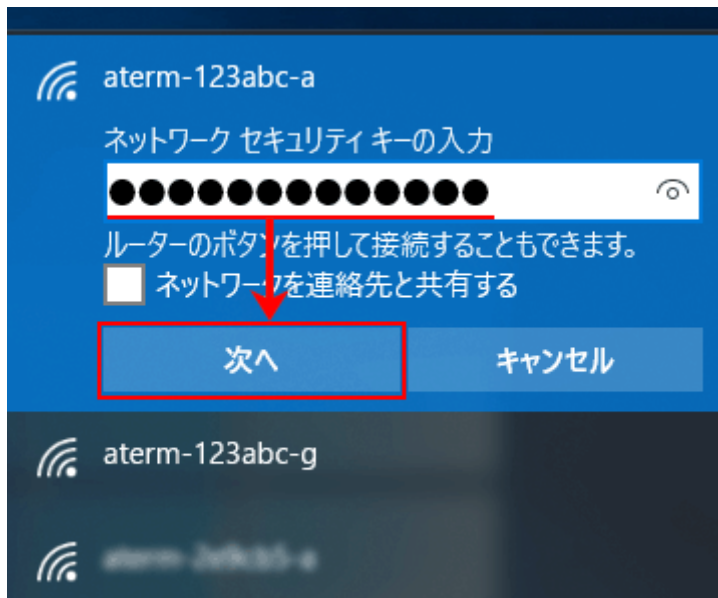 aterm-123abc-a
ネットワーク セキュリティ キーの入力
●●●●●●●●●●●●●
ルーターのボタンを押して接続することもできます。
ネットワークを連絡先と共有する
次へ
キャンセル
aterm-123abc-g